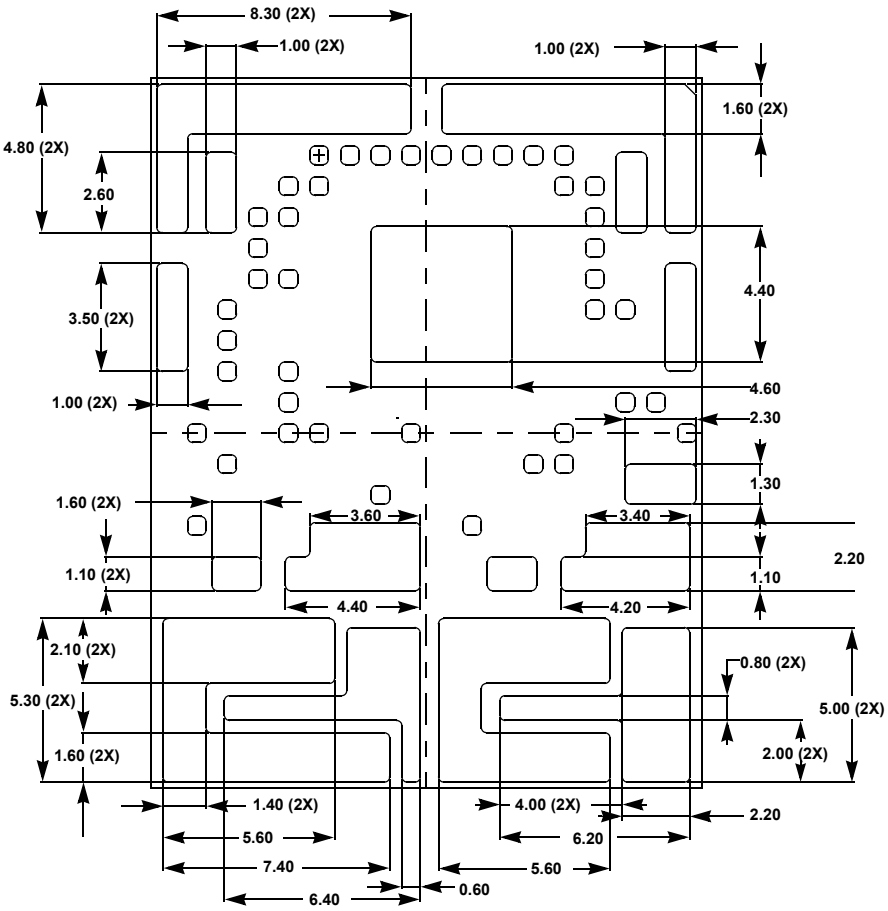 8.30 (2X)
1.00 (2X)
1.00 (2X)
1.60 (2X)
4.80 (2X)
2.60
4.40
3.50 (2X)
4.60
1.00 (2X)
2.30
1.30
1.60 (2X)
3.60
3.40
2.20
1.10 (2X)
1.10
4.40
4.20
2.10 (2X)
0.80 (2X)
5.30 (2X)
5.00 (2X)
1.60 (2X)
2.00 (2X)
1.40 (2X)
4.00 (2X)
2.20
5.60
6.20
7.40
5.60
0.60
6.40